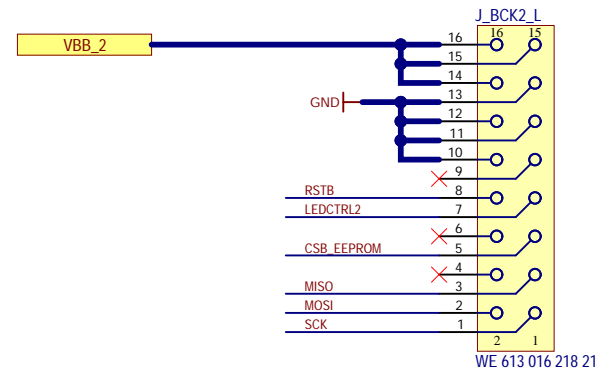 J_BCK2_L
16 16 15
VBB_2
15
14
GND 13
12
11
10
9
RSTB 8
LEDCTRL2 7
6
CSB_EEPROM 5
4
MISO 3
MOSI 2
SCK 1
2 1
WE 613 016 218 21